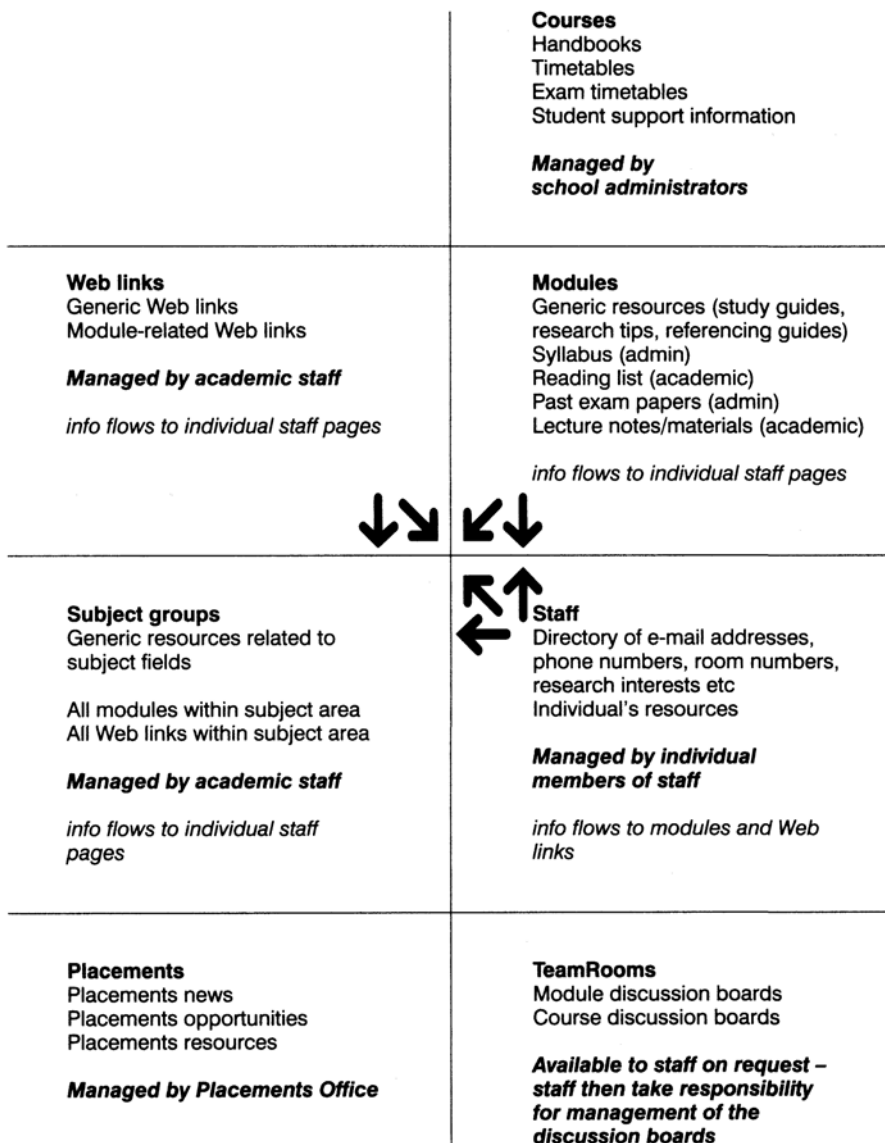 Courses
Handbooks
Timetables
Exam timetables
Student support information
Managed by
school administrators
Web links
Generic Web links
Module-related Web links
Managed by academic staff
info flows to individual staff pages
Modules
Generic resources (study guides,
research tips, referencing guides)
Syllabus (admin)
Reading list (academic)
Past exam papers (admin)
Lecture notes/materials (academic)
info flows to individual staff pages
Subject groups
Generic resources related to
subject fields
All modules within subject area
All Web links within subject area
Managed by academic staff
info flows to individual staff
pages
Staff
Directory of e-mail addresses,
phone numbers, room numbers,
research interests etc
Individual's resources
Managed by individual
members of staff
info flows to modules and Web
links
Placements
Placements news
Placements opportunities
Placements resources
Managed by Placements Office
TeamRooms
Module discussion boards
Course discussion boards
Available to staff on request –
staff then take responsibility
for management of the
discussion boards